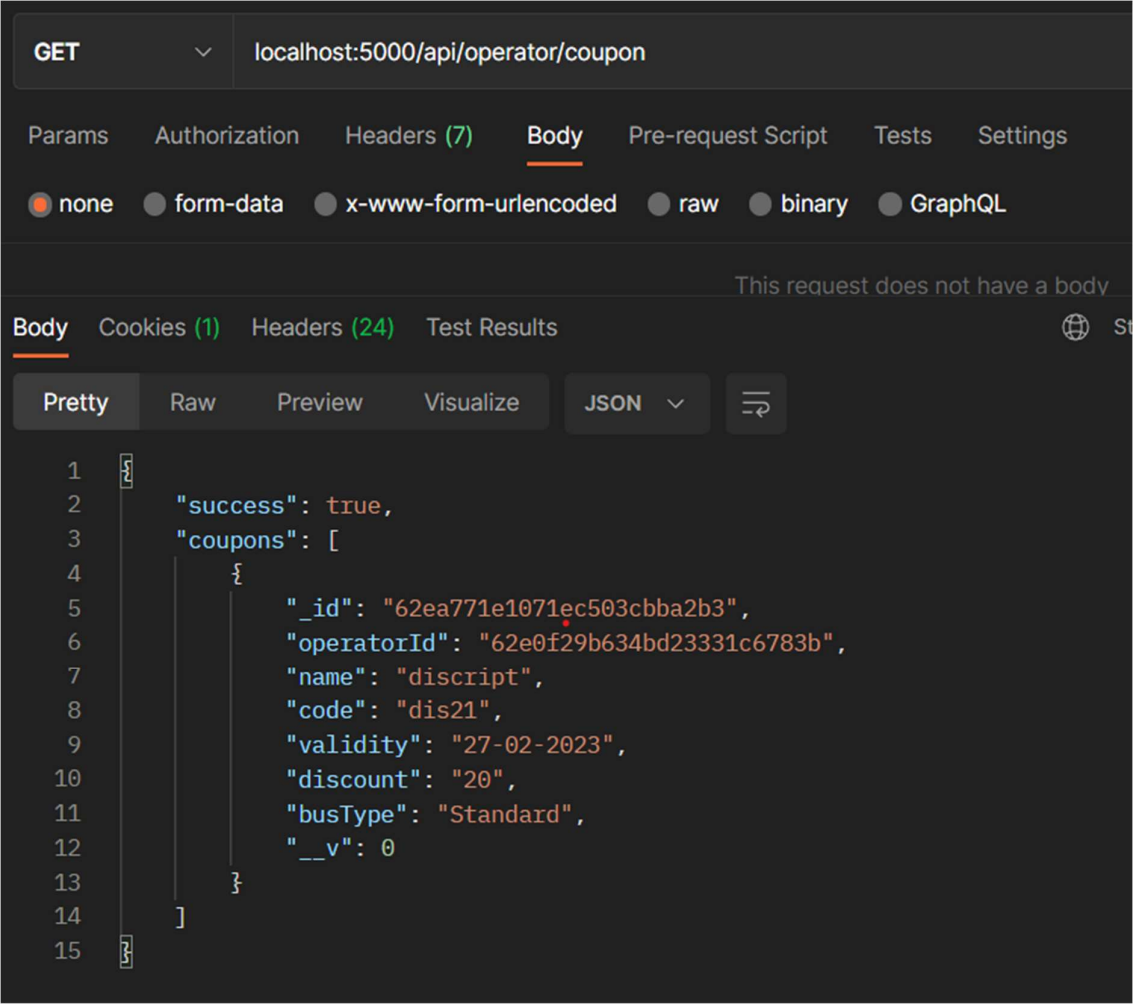 GET localhost:5000/api/operator/coupon
Params Authorization Headers (7) Body Pre-request Script Tests Settings
none form-data x-www-form-urlencoded raw binary GraphQL
This request does not have a body
Body Cookies (1) Headers (24) Test Results St
Pretty Raw Preview Visualize JSON
1 {
2 "success": true,
3 "coupons": [
4 {
5 "_id": "62ea771e1071ec503cbba2b3",
6 "operatorId": "62e0f29b634bd23331c6783b",
7 "name": "discript",
8 "code": "dis21",
9 "validity": "27-02-2023",
10 "discount": "20",
11 "busType": "Standard",
12 "__v": 0
13 }
14 ]
15 }